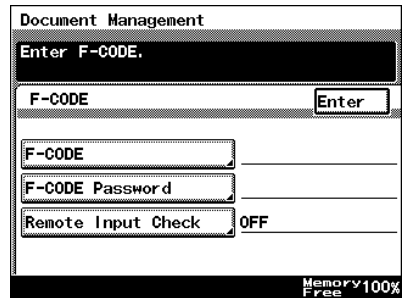 Document Management
Enter F-CODE.
F-CODE
Enter
F-CODE
F-CODE Password
Remote Input Check OFF
Memory
Free 100%